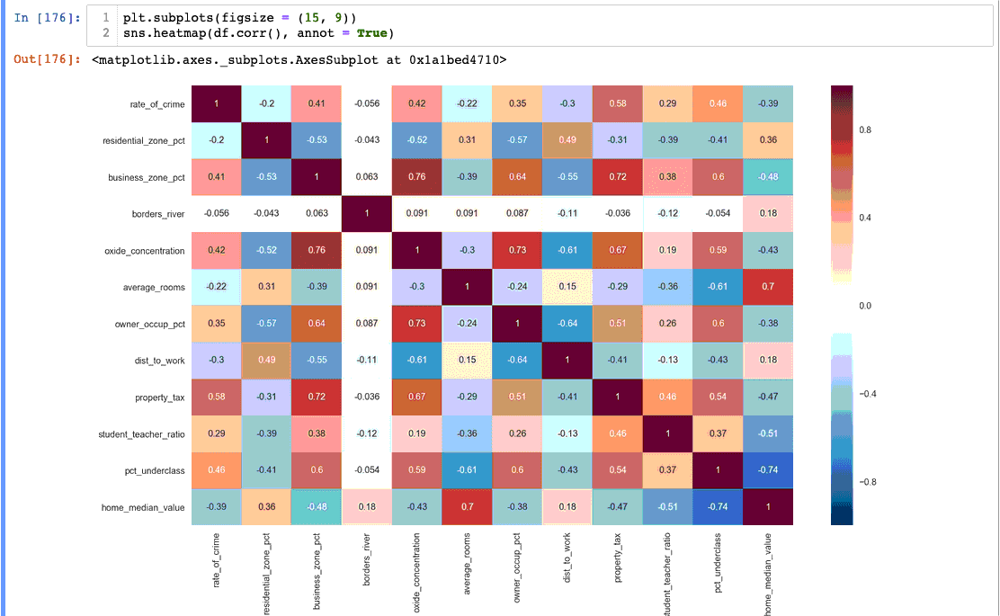 In [176]:
1 plt.subplots(figsize = (15, 9))
2 sns.heatmap(df.corr(), annot = True)
Out[176]: <matplotlib.axes._subplots.AxesSubplot at 0x1a1bed4710>
rate_of_crime 1 -0.2 0.41 -0.056 0.42 -0.22 0.35 -0.3 0.58 0.29 0.46 -0.39
residential_zone_pct -0.2 1 -0.53 -0.043 -0.52 0.31 -0.57 0.49 -0.31 -0.39 -0.41 0.36
business_zone_pct 0.41 -0.53 1 0.063 0.76 -0.39 0.64 -0.55 0.72 0.38 0.6 -0.48
borders_river -0.056 -0.043 0.063 1 0.091 0.091 0.087 -0.11 -0.036 -0.12 -0.054 0.18
oxide_concentration 0.42 -0.52 0.76 0.091 1 -0.3 0.73 -0.61 0.67 0.19 0.59 -0.43
average_rooms -0.22 0.31 -0.39 0.091 -0.3 1 -0.24 0.15 -0.29 -0.36 -0.61 0.7
owner_occup_pct 0.35 -0.57 0.64 0.087 0.73 -0.24 1 -0.64 0.51 0.26 0.6 -0.38
dist_to_work -0.3 0.49 -0.55 -0.11 -0.61 0.15 -0.64 1 -0.41 -0.13 -0.43 0.18
property_tax 0.58 -0.31 0.72 -0.036 0.67 -0.29 0.51 -0.41 1 0.46 0.54 -0.47
student_teacher_ratio 0.29 -0.39 0.38 -0.12 0.19 -0.36 0.26 -0.13 0.46 1 0.37 -0.51
pct_underclass 0.46 -0.41 0.6 -0.054 0.59 -0.61 0.6 -0.43 0.54 0.37 1 -0.74
home_median_value -0.39 0.36 -0.48 0.18 -0.43 0.7 -0.38 0.18 -0.47 -0.51 -0.74 1
rate_of_crime
residential_zone_pct
business_zone_pct
borders_river
oxide_concentration
average_rooms
owner_occup_pct
dist_to_work
property_tax
tudent_teacher_ratio
pct_underclass
home_median_value
0.8
0.4
0.0
−0.4
−0.8